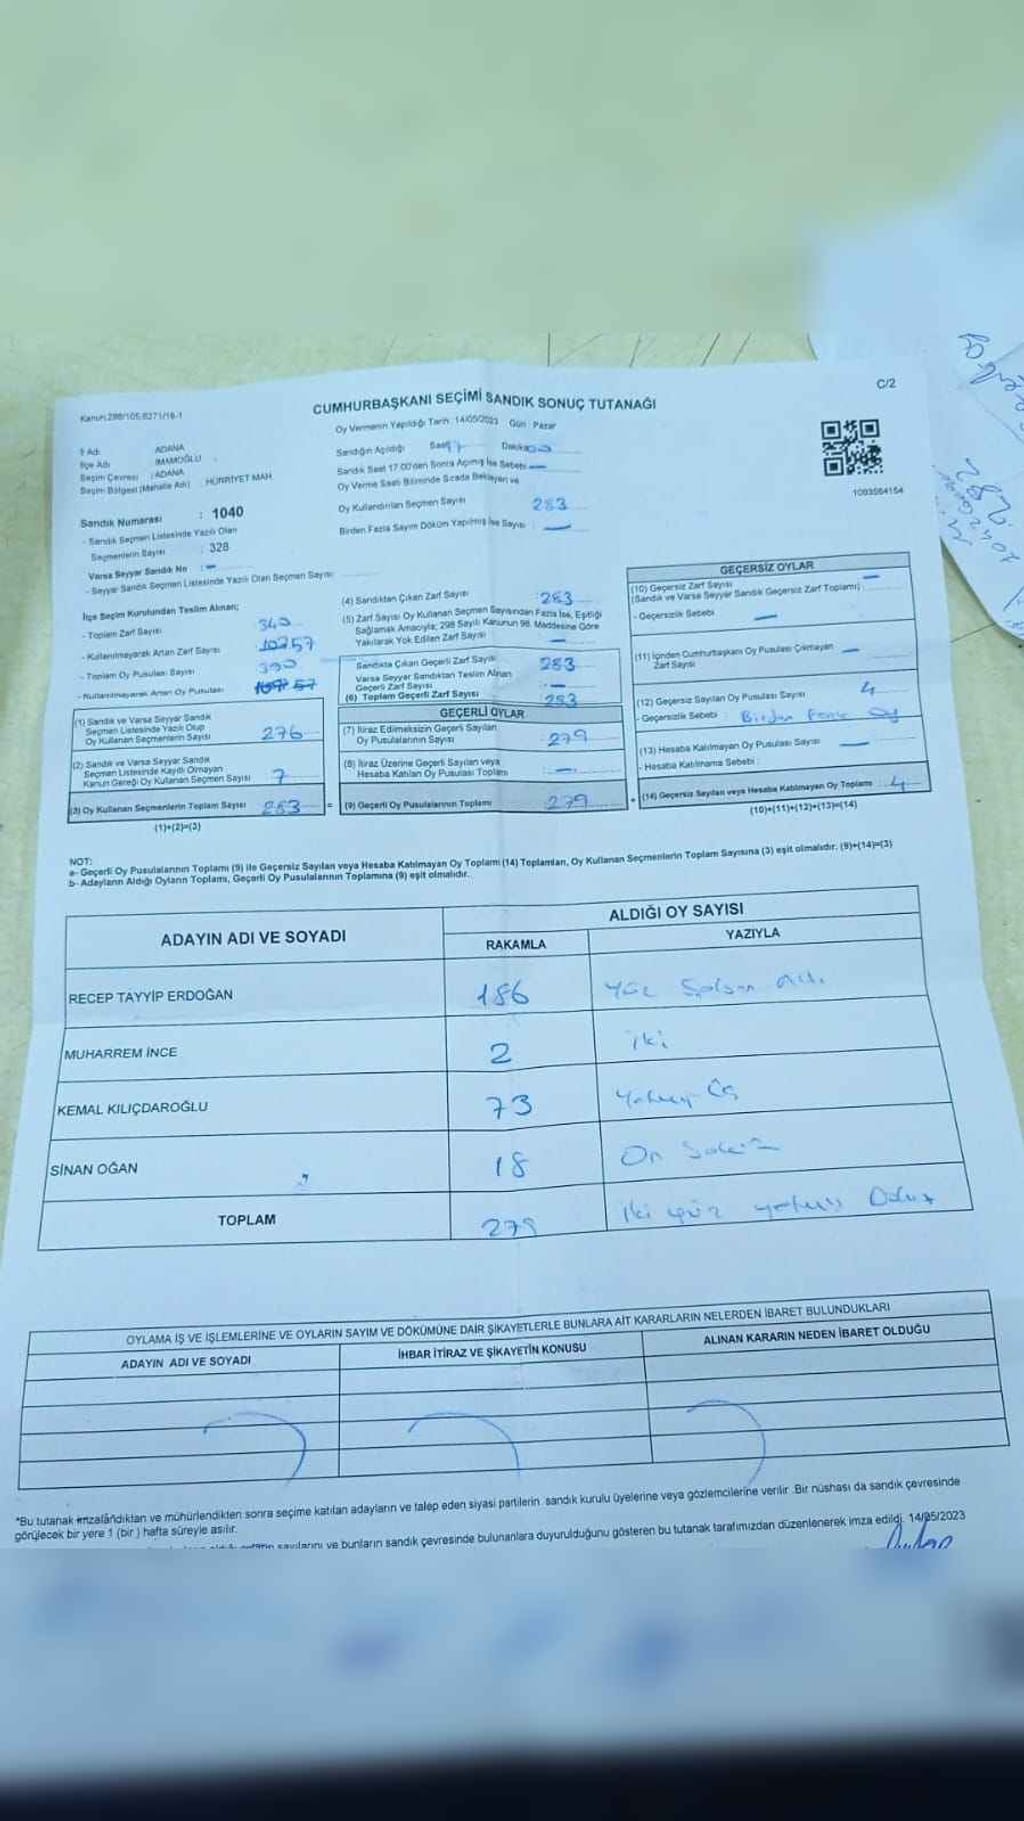 C/2
Kanun 298/105,6271/16-1
CUMHURBAŞKANI SEÇİMİ SANDIK SONUÇ TUTANAĞI
Oy Vermenin Yapıldığı Tarih: 14/05/2023 Gün: Pazar
İl Adı : ADANA
İlçe Adı : İMAMOĞLU
Seçim Çevresi : ADANA
Seçim Bölgesi (Mahalle Adı) : HÜRRİYET MAH
Sandık Numarası : 1040
- Sandık Seçmen Listesinde Yazılı Olan
Seçmenlerin Sayısı : 328
Varsa Seyyar Sandık No : —
- Seyyar Sandık Seçmen Listesinde Yazılı Olan Seçmen Sayısı
Sandığın Açıldığı Saat Dakika
Sandık Saat 17.00'den Sonra Açılmış İse Sebebi —
Oy Verme Saati Bitiminde Sırada Bekleyen ve
Oy Kullandırılan Seçmen Sayısı 283
Birden Fazla Sayım Döküm Yapılmış İse Sayısı : —
1093564154
İlçe Seçim Kurulundan Teslim Alınan;
- Toplam Zarf Sayısı 340
- Kullanılmayarak Artan Zarf Sayısı 57
- Toplam Oy Pusulası Sayısı
- Kullanılmayarak Artan Oy Pusulası 57
(1) Sandık ve Varsa Seyyar Sandık
Seçmen Listesinde Yazılı Olup
Oy Kullanan Seçmenlerin Sayısı 276
(2) Sandık ve Varsa Seyyar Sandık
Seçmen Listesinde Kayıtlı Olmayan
Kanun Gereği Oy Kullanan Seçmen Sayısı 7
(3) Oy Kullanan Seçmenlerin Toplam Sayısı 283 =
(1)+(2)=(3)
(4) Sandıktan Çıkan Zarf Sayısı : 283
(5) Zarf Sayısı Oy Kullanan Seçmen Sayısından Fazla İse, Eşitliği
Sağlamak Amacıyla; 298 Sayılı Kanunun 98. Maddesine Göre
Yakılarak Yok Edilen Zarf Sayısı —
Sandıkta Çıkan Geçerli Zarf Sayısı 283
Varsa Seyyar Sandıktan Teslim Alınan
Geçerli Zarf Sayısı : —
(6) Toplam Geçerli Zarf Sayısı 283
GEÇERLİ OYLAR
(7) İtiraz Edilmeksizin Geçerli Sayılan
Oy Pusulalarının Sayısı 279
(8) İtiraz Üzerine Geçerli Sayılan veya
Hesaba Katılan Oy Pusulası Toplamı : —
(9) Geçerli Oy Pusulalarının Toplamı 279 +
GEÇERSİZ OYLAR
(10) Geçersiz Zarf Sayısı —
(Sandık ve Varsa Seyyar Sandık Geçersiz Zarf Toplamı)
- Geçersizlik Sebebi : —
(11) İçinden Cumhurbaşkanı Oy Pusulası Çıkmayan
Zarf Sayısı —
(12) Geçersiz Sayılan Oy Pusulası Sayısı 4
- Geçersizlik Sebebi : Birden Fazla Oy
(13) Hesaba Katılmayan Oy Pusulası Sayısı —
- Hesaba Katılmama Sebebi :
(14) Geçersiz Sayılan veya Hesaba Katılmayan Oy Toplamı : 4
(10)+(11)+(12)+(13)=(14)
NOT:
a- Geçerli Oy Pusulalarının Toplamı (9) ile Geçersiz Sayılan veya Hesaba Katılmayan Oy Toplamı (14) Toplamları, Oy Kullanan Seçmenlerin Toplam Sayısına (3) eşit olmalıdır. (9)+(14)=(3)
b- Adayların Aldığı Oyların Toplamı, Geçerli Oy Pusulalarının Toplamına (9) eşit olmalıdır.
ADAYIN ADI VE SOYADI
ALDIĞI OY SAYISI
RAKAMLA YAZIYLA
RECEP TAYYİP ERDOĞAN 186 Yüz Seksen Altı
MUHARREM İNCE 2 iki
KEMAL KILIÇDAROĞLU 73 Yetmiş Üç
SİNAN OĞAN 18 On Sekiz
TOPLAM 279 iki yüz yetmiş Dokuz
OYLAMA İŞ VE İŞLEMLERİNE VE OYLARIN SAYIM VE DÖKÜMÜNE DAİR ŞİKAYETLERLE BUNLARA AİT KARARLARIN NELERDEN İBARET BULUNDUKLARI
ADAYIN ADI VE SOYADI İHBAR İTİRAZ VE ŞİKAYETİN KONUSU ALINAN KARARIN NEDEN İBARET OLDUĞU
*Bu tutanak imzalandıktan ve mühürlendikten sonra seçime katılan adayların ve talep eden siyasi partilerin sandık kurulu üyelerine veya gözlemcilerine verilir. Bir nüshası da sandık çevresinde
görülecek bir yere 1 (bir) hafta süreyle asılır.
sayılarını ve bunların sandık çevresinde bulunanlara duyurulduğunu gösteren bu tutanak tarafımızdan düzenlenerek imza edildi. 14/05/2023